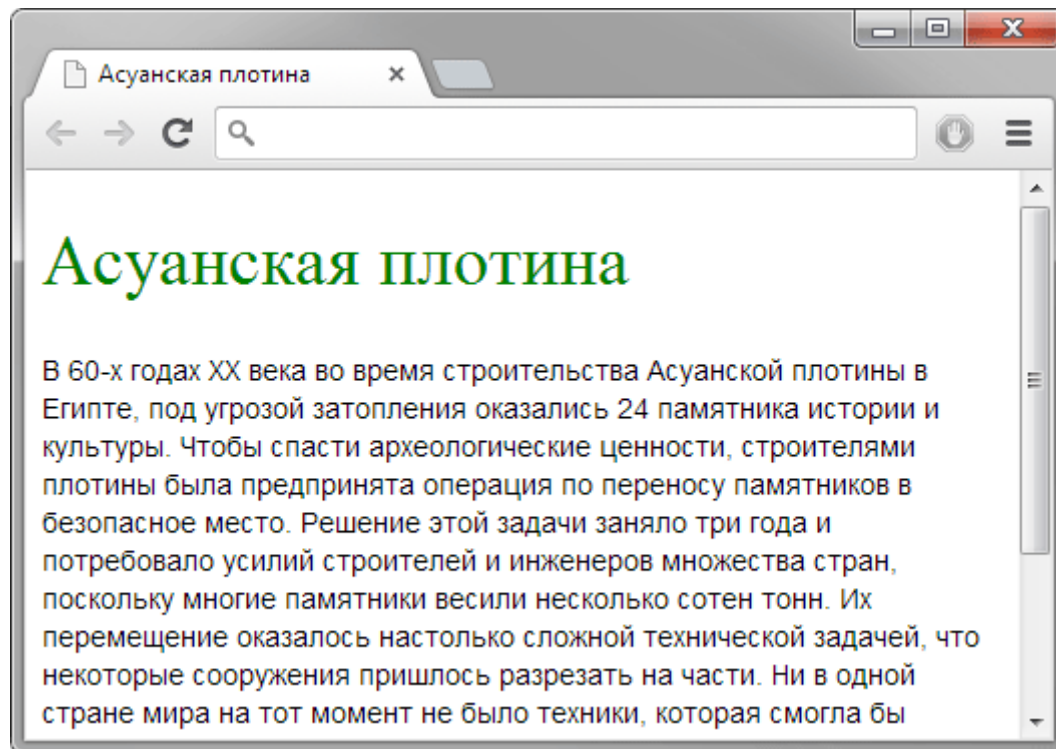 Асуанская плотина
Асуанская плотина
В 60-х годах XX века во время строительства Асуанской плотины в
Египте, под угрозой затопления оказались 24 памятника истории и
культуры. Чтобы спасти археологические ценности, строителями
плотины была предпринята операция по переносу памятников в
безопасное место. Решение этой задачи заняло три года и
потребовало усилий строителей и инженеров множества стран,
поскольку многие памятники весили несколько сотен тонн. Их
перемещение оказалось настолько сложной технической задачей, что
некоторые сооружения пришлось разрезать на части. Ни в одной
стране мира на тот момент не было техники, которая смогла бы